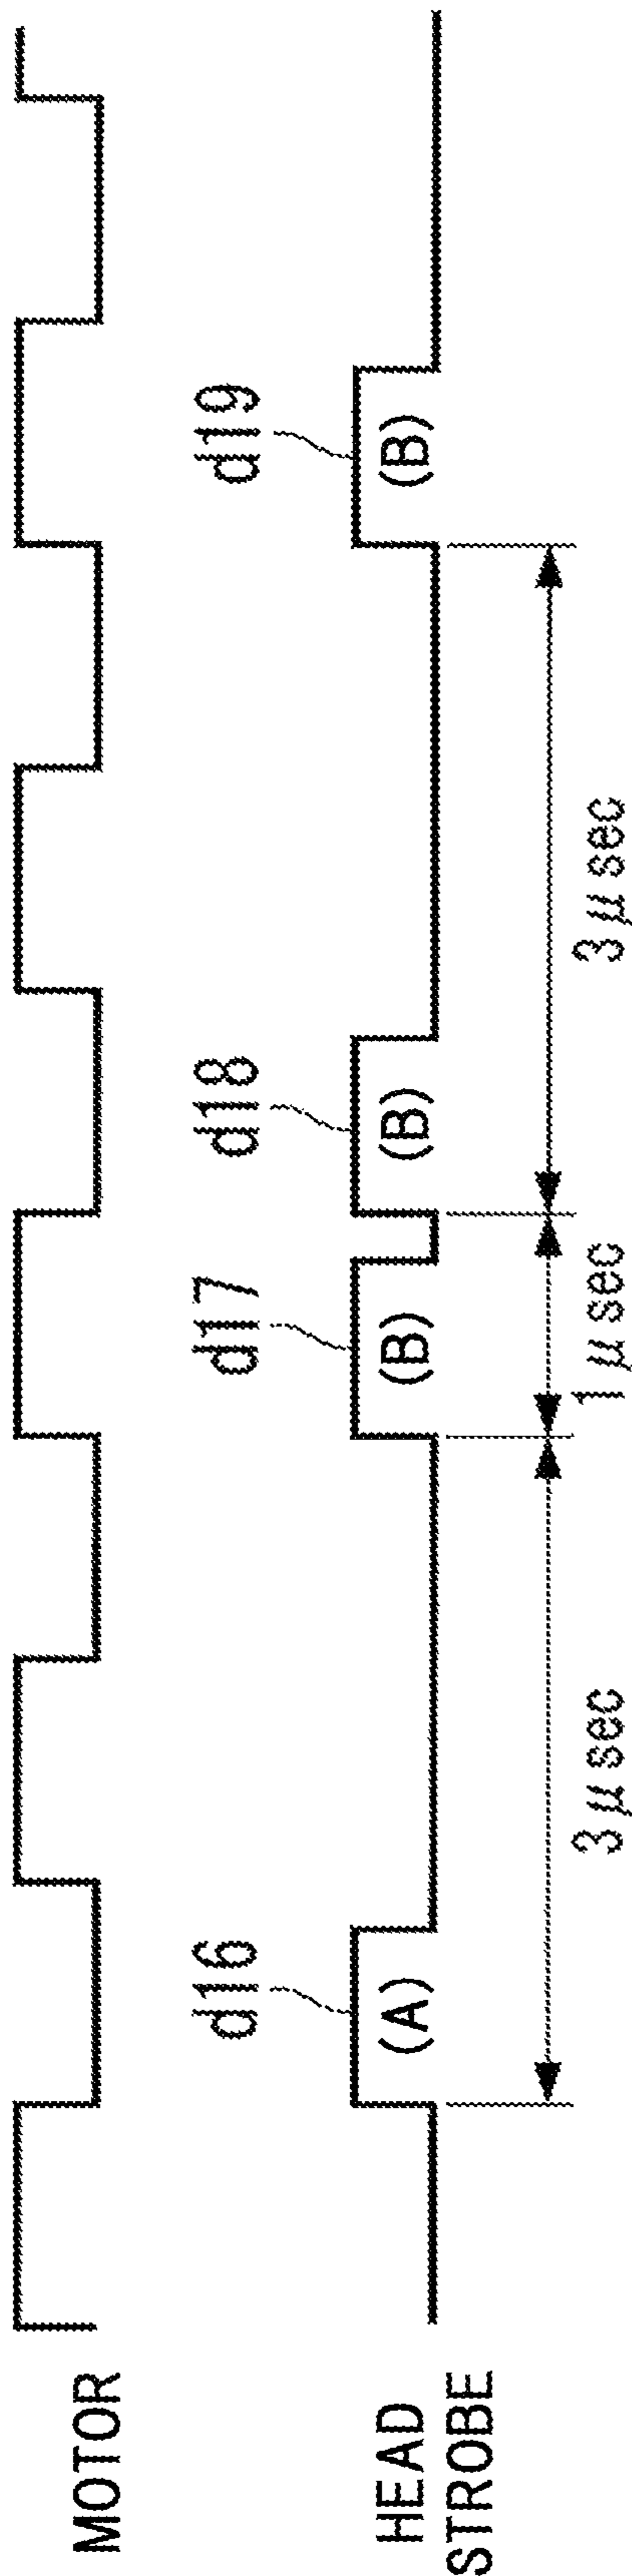 MOTOR
HEAD
STROBE
d16
d17
d18
d19
(A)
(B)
(B)
(B)
3 μ sec
1 μ sec
3 μ sec